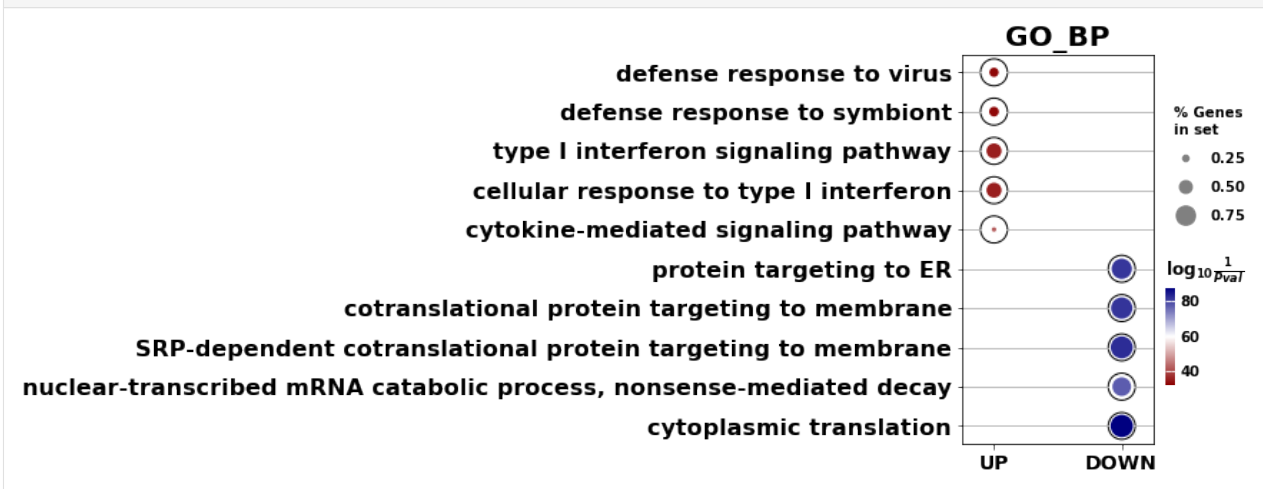 GO_BP
defense response to virus
defense response to symbiont
type I interferon signaling pathway
cellular response to type I interferon
cytokine-mediated signaling pathway
protein targeting to ER
cotranslational protein targeting to membrane
SRP-dependent cotranslational protein targeting to membrane
nuclear-transcribed mRNA catabolic process, nonsense-mediated decay
cytoplasmic translation
UP DOWN
% Genes
in set
0.25
0.50
0.75
log₁₀ 1/Pval
80
60
40